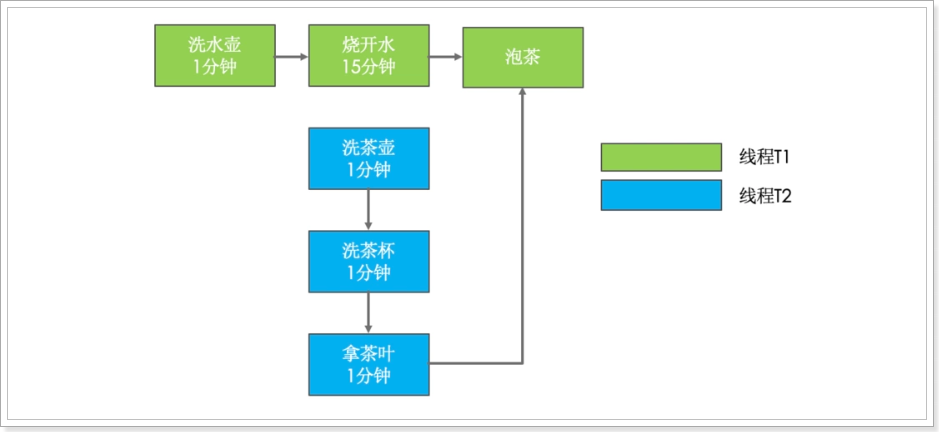 洗水壶
1分钟
烧开水
15分钟
泡茶
洗茶壶
1分钟
洗茶杯
1分钟
拿茶叶
1分钟
线程T1
线程T2